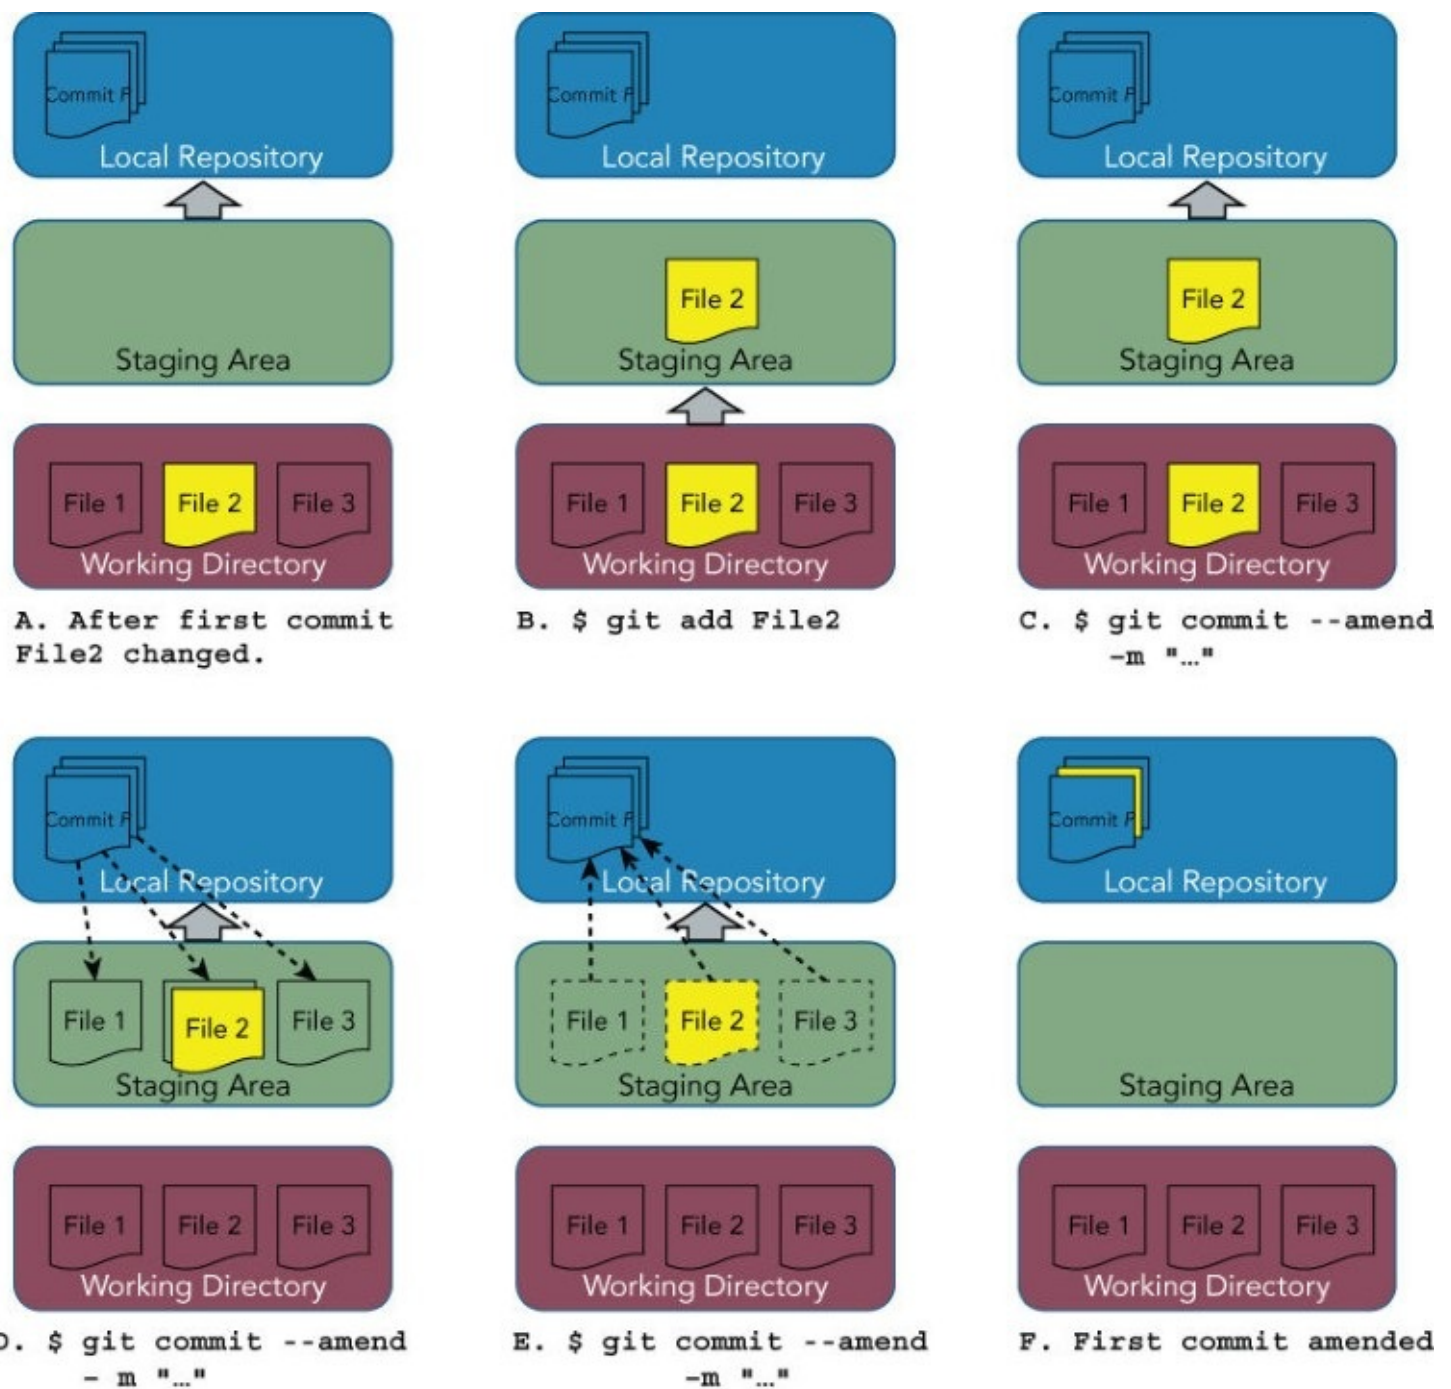 Commit F
Local Repository
Staging Area
File 1
File 2
File 3
Working Directory
A. After first commit
File2 changed.
Commit F
Local Repository
File 2
Staging Area
File 1
File 2
File 3
Working Directory
B. $ git add File2
Commit F
Local Repository
File 2
Staging Area
File 1
File 2
File 3
Working Directory
C. $ git commit --amend
-m "…"
Commit F
Local Repository
File 1
File 2
File 3
Staging Area
File 1
File 2
File 3
Working Directory
. $ git commit --amend
- m "…"
Commit F
Local Repository
File 1
File 2
File 3
Staging Area
File 1
File 2
File 3
Working Directory
E. $ git commit --amend
-m "…"
Commit F
Local Repository
Staging Area
File 1
File 2
File 3
Working Directory
F. First commit amended